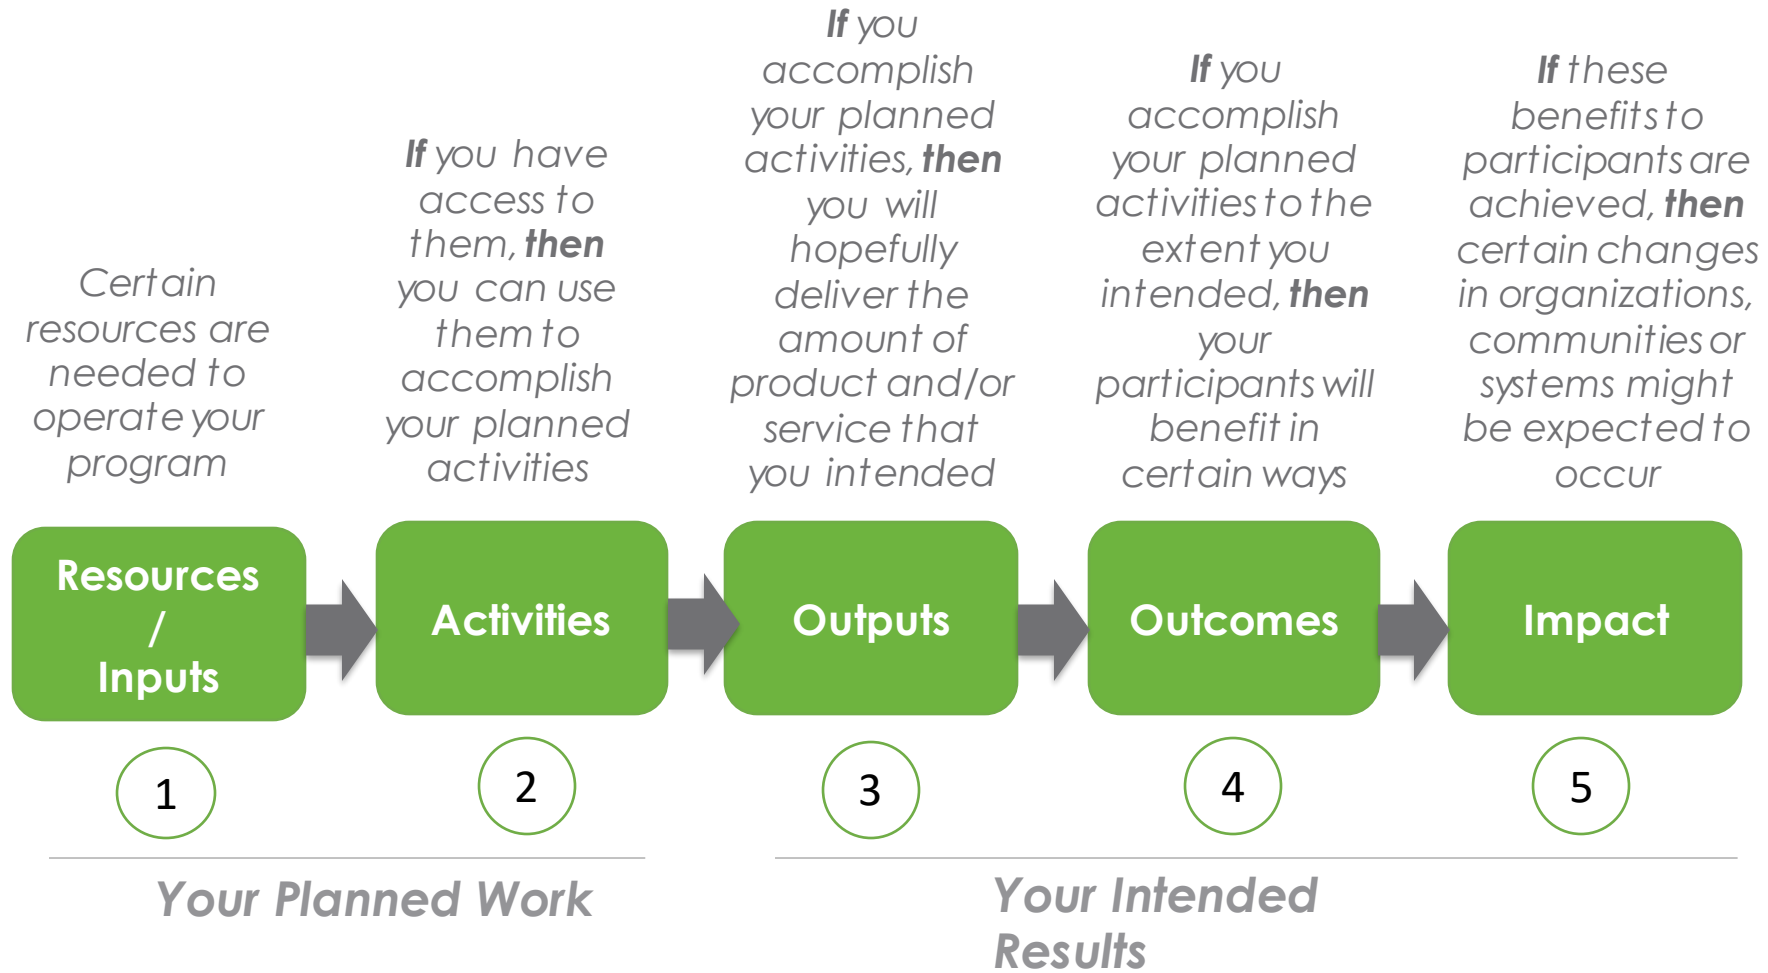 Certain
resources are
needed to
operate your
program
If you have
access to
them, then
you can use
them to
accomplish
your planned
activities
If you
accomplish
your planned
activities, then
you will
hopefully
deliver the
amount of
product and/or
service that
you intended
If you
accomplish
your planned
activities to the
extent you
intended, then
your
participants will
benefit in
certain ways
If these
benefits to
participants are
achieved, then
certain changes
in organizations,
communities or
systems might
be expected to
occur
Resources
/
Inputs
Activities
Outputs
Outcomes
Impact
1
2
3
4
5
Your Planned Work
Your Intended
Results